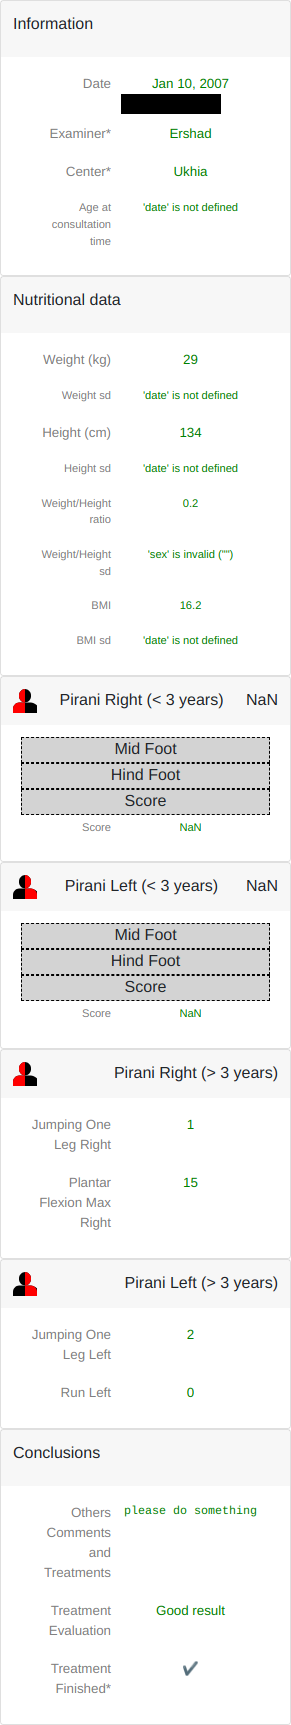 Information
Date Jan 10, 2007
Examiner* Ershad
Center* Ukhia
Age at 'date' is not defined
consultation
time
Nutritional data
Weight (kg) 29
Weight sd 'date' is not defined
Height (cm) 134
Height sd 'date' is not defined
Weight/Height 0.2
ratio
Weight/Height 'sex' is invalid ("")
sd
BMI 16.2
BMI sd 'date' is not defined
Pirani Right (< 3 years) NaN
Mid Foot
Hind Foot
Score
Score NaN
Pirani Left (< 3 years) NaN
Mid Foot
Hind Foot
Score
Score NaN
Pirani Right (> 3 years)
Jumping One 1
Leg Right
Plantar 15
Flexion Max
Right
Pirani Left (> 3 years)
Jumping One 2
Leg Left
Run Left 0
Conclusions
Others please do something
Comments
and
Treatments
Treatment Good result
Evaluation
Treatment ✔
Finished*